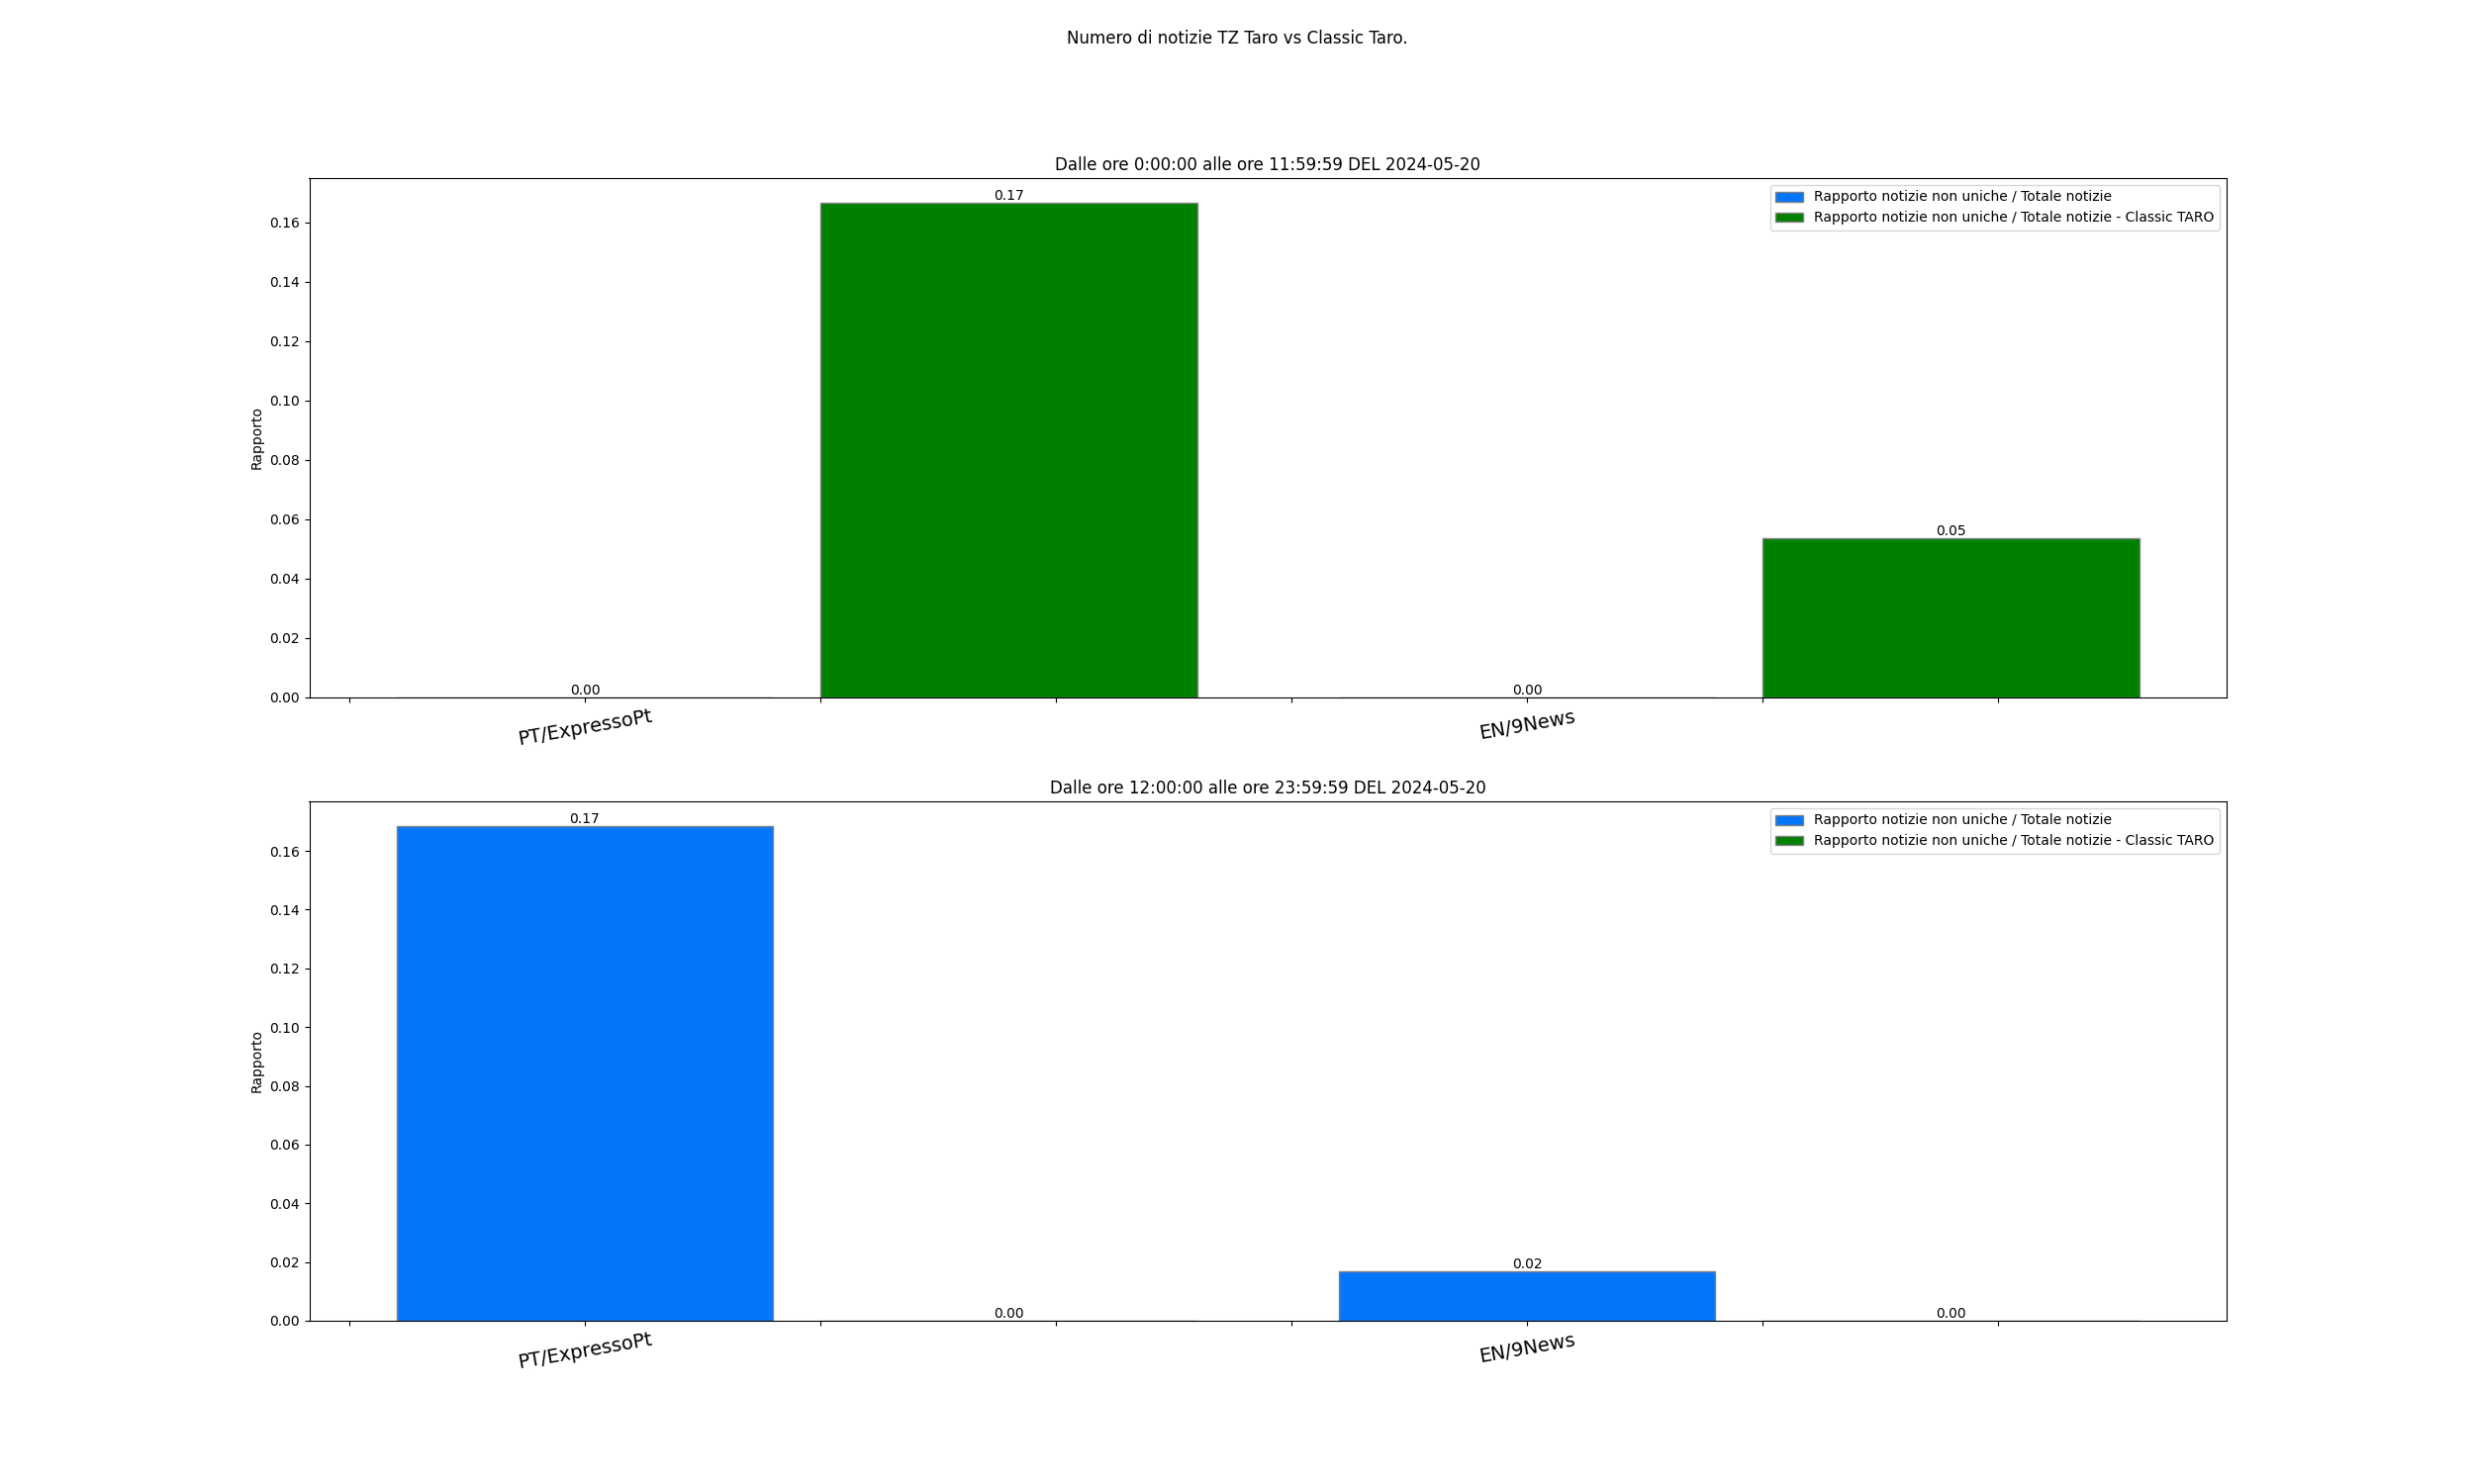 Numero di notizie TZ Taro vs Classic Taro.
Dalle ore 0:00:00 alle ore 11:59:59 DEL 2024-05-20
Rapporto notizie non uniche / Totale notizie
Rapporto notizie non uniche / Totale notizie - Classic TARO
Rapporto
0.16
0.14
0.12
0.10
0.08
0.06
0.04
0.02
0.00
0.00
0.17
0.00
0.05
PT/ExpressoPt
EN/9News
Dalle ore 12:00:00 alle ore 23:59:59 DEL 2024-05-20
Rapporto notizie non uniche / Totale notizie
Rapporto notizie non uniche / Totale notizie - Classic TARO
Rapporto
0.16
0.14
0.12
0.10
0.08
0.06
0.04
0.02
0.00
0.17
0.00
0.02
0.00
PT/ExpressoPt
EN/9News